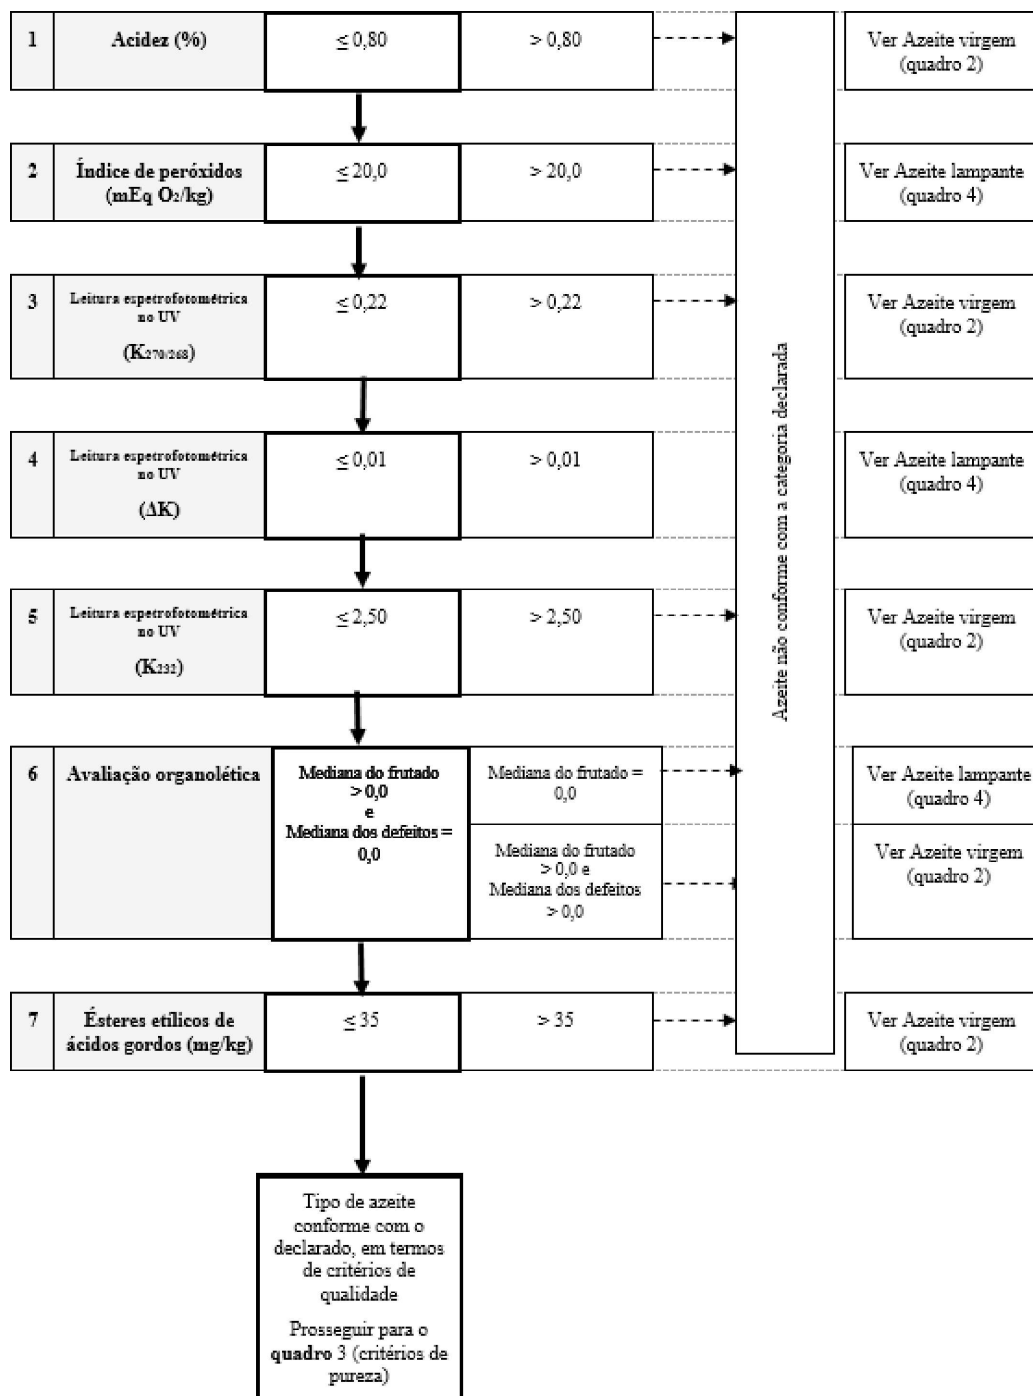 1 Acidez (%) ≤ 0,80 > 0,80 Ver Azeite virgem
(quadro 2)
2 Índice de peróxidos
(mEq O2/kg) ≤ 20,0 > 20,0 Ver Azeite lampante
(quadro 4)
3 Leitura espetrofotométrica
no UV
(K270/268) ≤ 0,22 > 0,22 Ver Azeite virgem
(quadro 2)
4 Leitura espetrofotométrica
no UV
(ΔK) ≤ 0,01 > 0,01 Ver Azeite lampante
(quadro 4)
5 Leitura espetrofotométrica
no UV
(K232) ≤ 2,50 > 2,50 Ver Azeite virgem
(quadro 2)
6 Avaliação organolética
Mediana do frutado
> 0,0
e
Mediana dos defeitos =
0,0
Mediana do frutado =
0,0
Ver Azeite lampante
(quadro 4)
Mediana do frutado
> 0,0 e
Mediana dos defeitos
> 0,0
Ver Azeite virgem
(quadro 2)
7 Ésteres etílicos de
ácidos gordos (mg/kg) ≤ 35 > 35 Ver Azeite virgem
(quadro 2)
Azeite não conforme com a categoria declarada
Tipo de azeite
conforme com o
declarado, em termos
de critérios de
qualidade
Prosseguir para o
quadro 3 (critérios de
pureza)